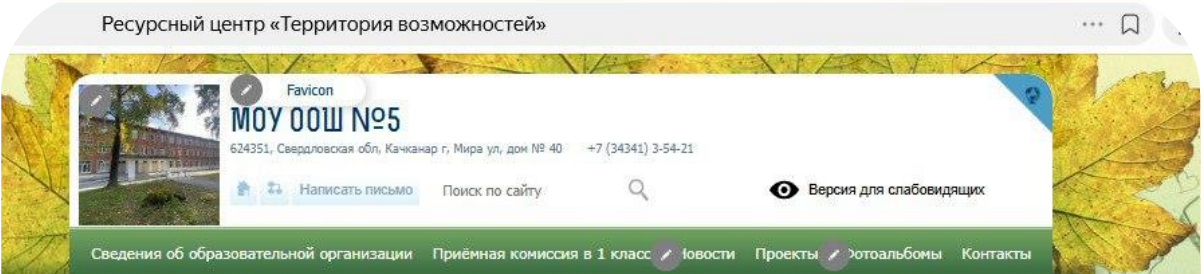 Ресурсный центр «Территория возможностей»
Favicon
МОУ ООШ №5
624351, Свердловская обл, Качканар г, Мира ул, дом № 40 +7 (34341) 3-54-21
Написать письмо Поиск по сайту Версия для слабовидящих
Сведения об образовательной организации Приёмная комиссия в 1 класс Новости Проекты Фотоальбомы Контакты